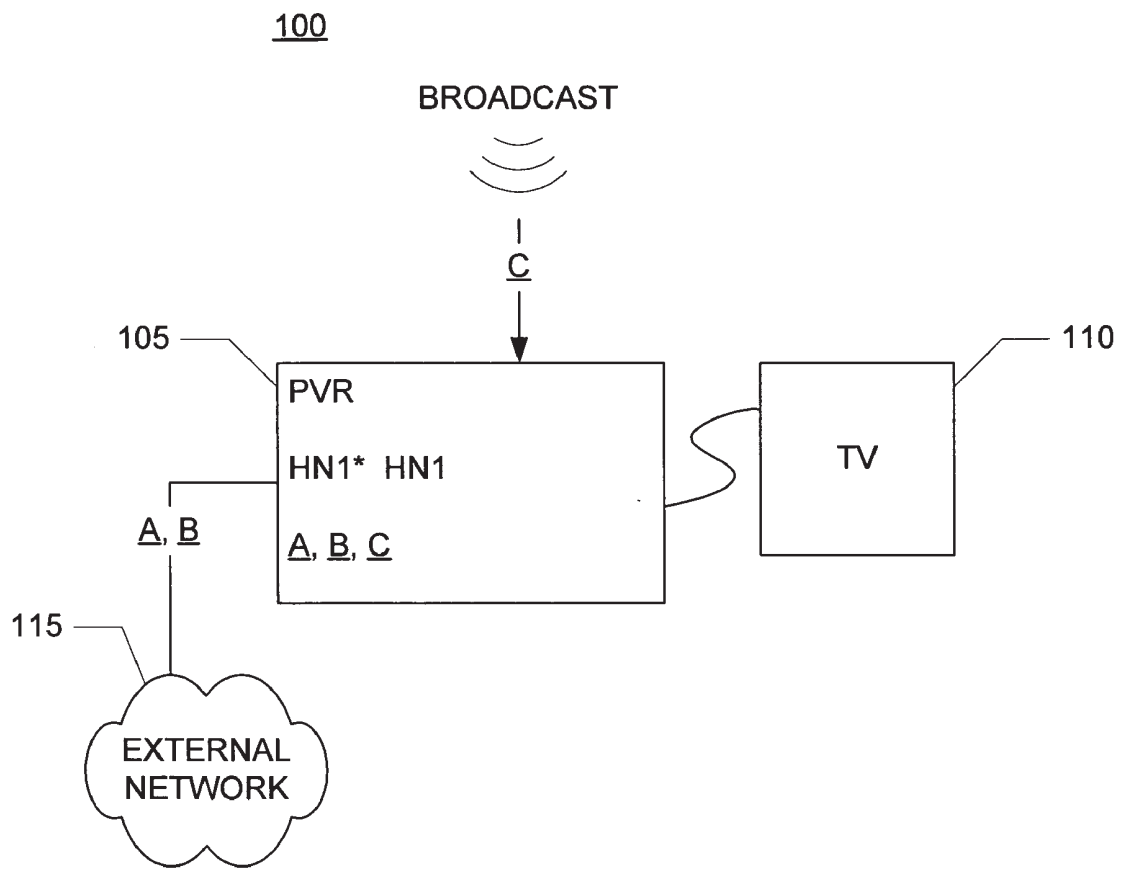 100
BROADCAST
C
105
110
PVR
HN1* HN1
TV
A, B
A, B, C
115
EXTERNAL
NETWORK